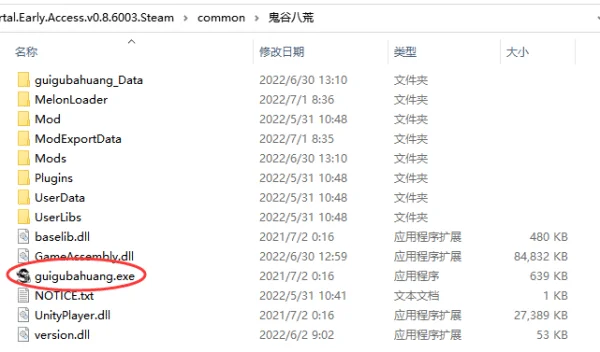 rtal.Early.Access.v0.8.6003.Steam > common > 鬼谷八荒
名称 修改日期 类型 大小
guigubahuang_Data 2022/6/30 13:10 文件夹
MelonLoader 2022/7/1 8:36 文件夹
Mod 2022/5/31 10:48 文件夹
ModExportData 2022/7/1 8:35 文件夹
Mods 2022/6/30 13:10 文件夹
Plugins 2022/5/31 10:48 文件夹
UserData 2022/5/31 10:48 文件夹
UserLibs 2022/5/31 10:48 文件夹
baselib.dll 2021/7/2 0:16 应用程序扩展 480 KB
GameAssembly.dll 2022/6/30 12:59 应用程序扩展 84,832 KB
guigubahuang.exe 2021/7/2 0:16 应用程序 639 KB
NOTICE.txt 2022/5/31 10:41 文本文档 1 KB
UnityPlayer.dll 2021/7/2 0:16 应用程序扩展 27,389 KB
version.dll 2022/6/2 9:02 应用程序扩展 53 KB